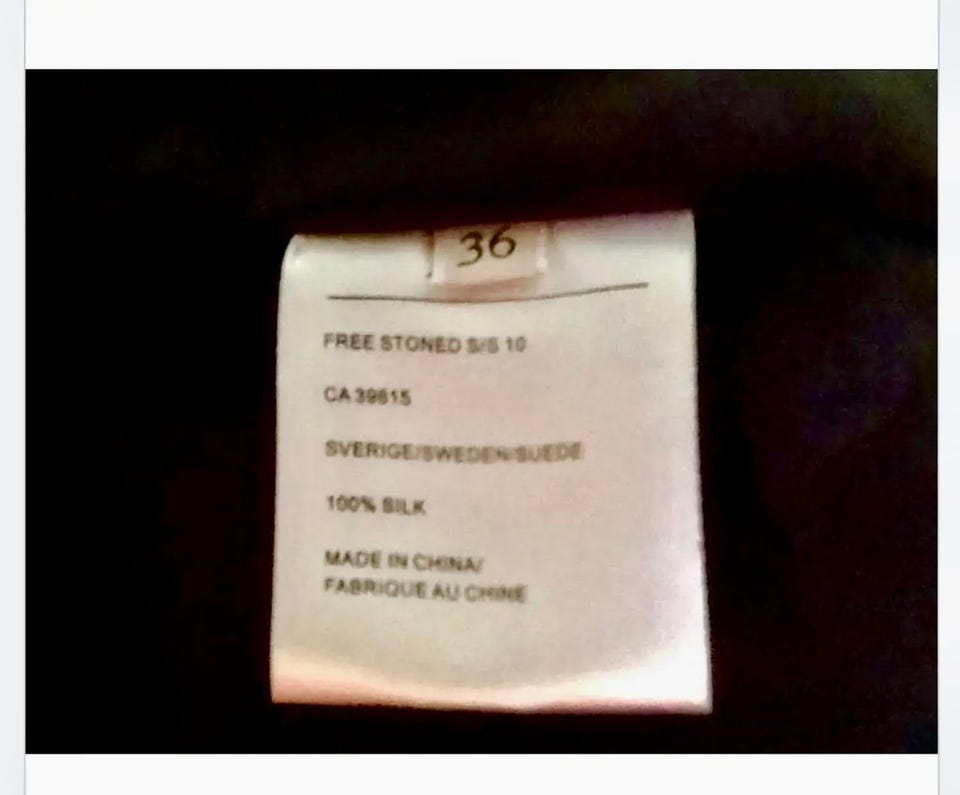 36
FREE STONED S/S 10
CA 39815
SVERIGE/SWEDEN/SUEDE
100% SILK
MADE IN CHINA/
FABRIQUE AU CHINE